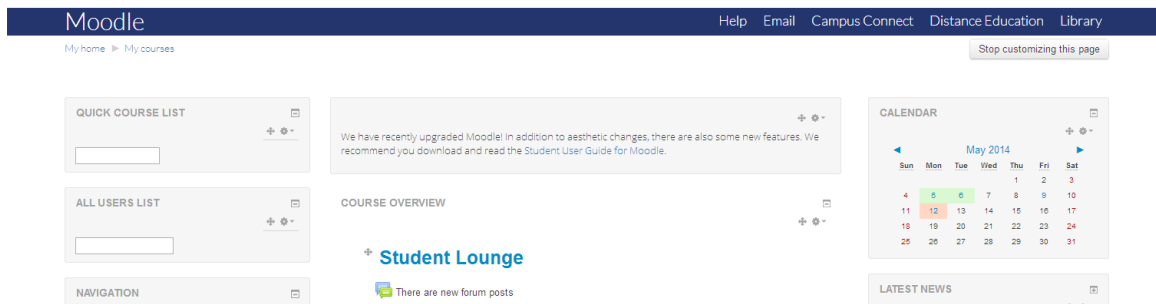 Moodle
Help Email Campus Connect Distance Education Library
My home ▶ My courses
Stop customizing this page
QUICK COURSE LIST
ALL USERS LIST
NAVIGATION
We have recently upgraded Moodle! In addition to aesthetic changes, there are also some new features. We
recommend you download and read the Student User Guide for Moodle.
COURSE OVERVIEW
Student Lounge
There are new forum posts
CALENDAR
◀ May 2014 ▶
Sun Mon Tue Wed Thu Fri Sat
1 2 3
4 5 6 7 8 9 10
11 12 13 14 15 16 17
18 19 20 21 22 23 24
25 26 27 28 29 30 31
LATEST NEWS